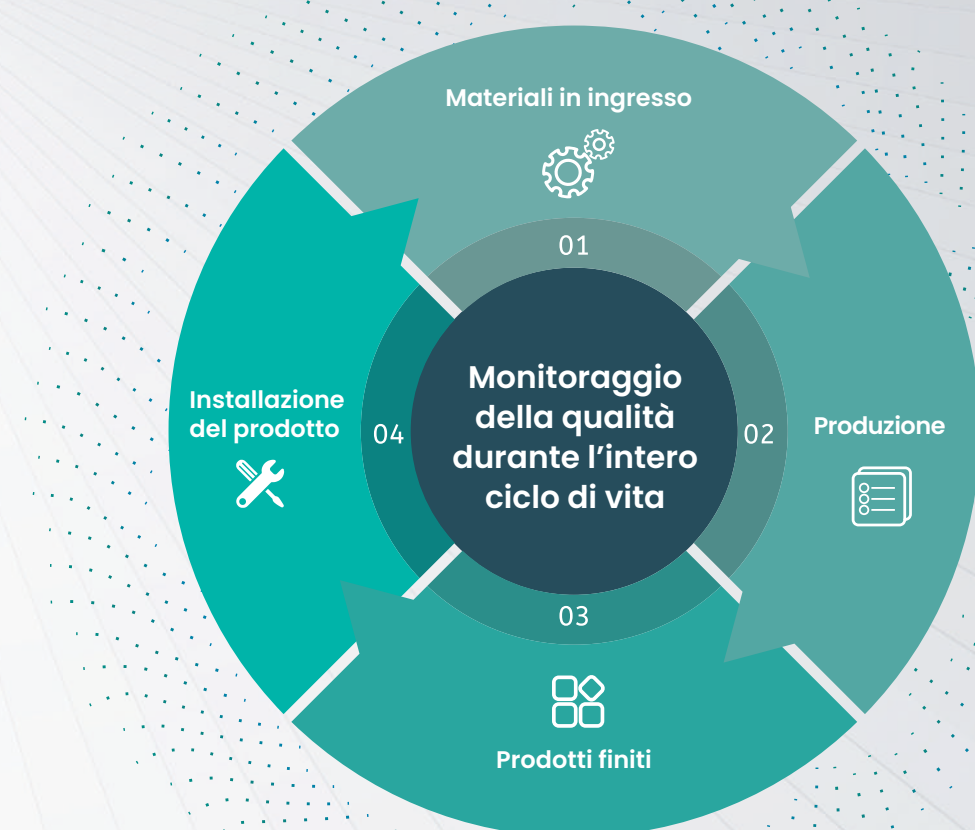 Materiali in ingresso
01
Monitoraggio
della qualità
durante l’intero
ciclo di vita
02
Produzione
03
Prodotti finiti
04
Installazione
del prodotto